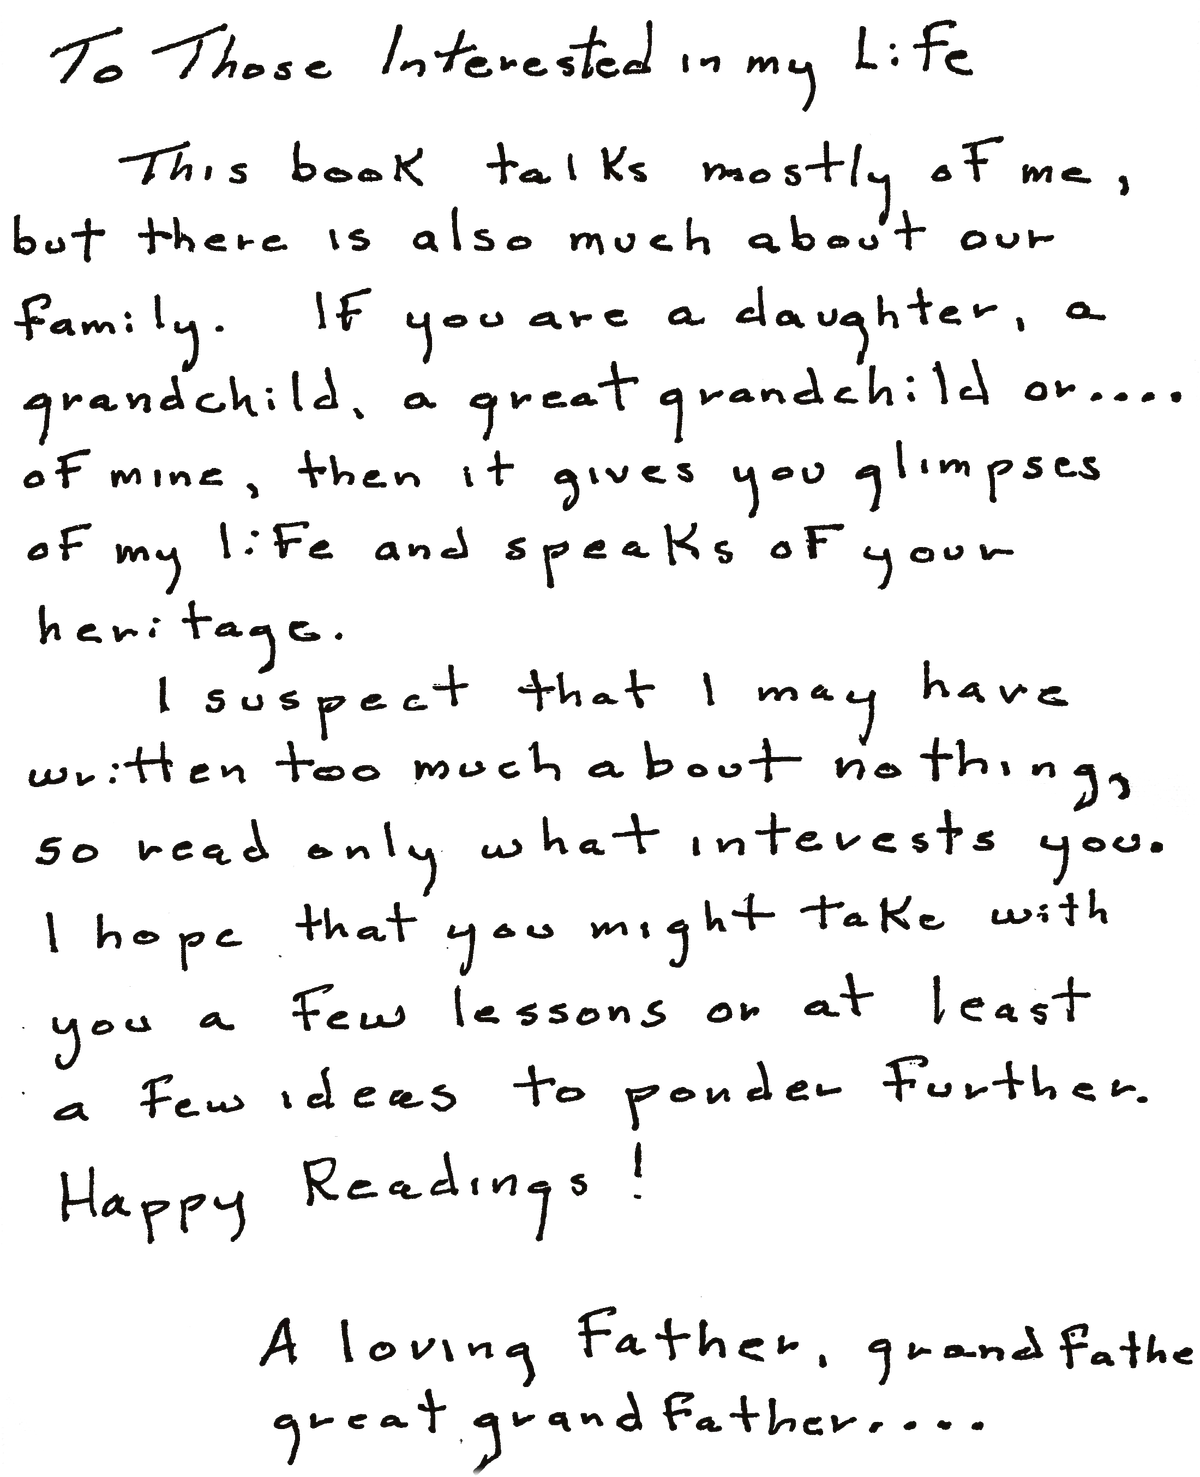 To Those Interested in my Life
This book talks mostly of me,
but there is also much about our
family. If you are a daughter, a
grandchild, a great grandchild or....
of mine, then it gives you glimpses
of my life and speaks of your
heritage.
I suspect that I may have
written too much about nothing,
so read only what interests you.
I hope that you might take with
you a few lessons or at least
a few ideas to ponder further.
Happy Readings!
A loving Father, grandfathe
great grandfather....